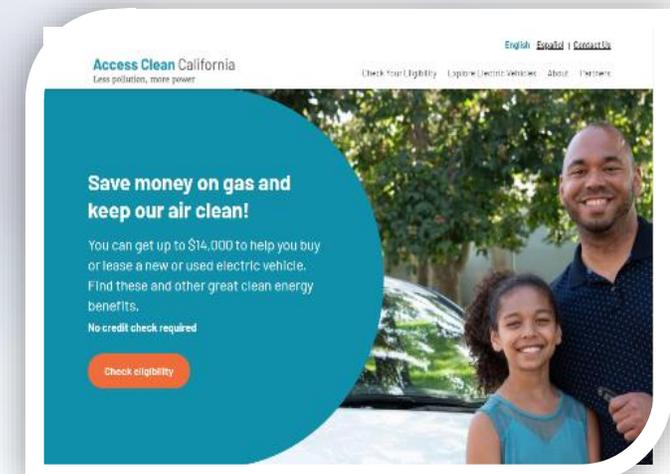 English Español | Contact Us
Access Clean California
Less pollution, more power
Check Your Eligibility Explore Electric Vehicles About Partners
Save money on gas and
keep our air clean!
You can get up to $14,000 to help you buy
or lease a new or used electric vehicle.
Find these and other great clean energy
benefits.
No credit check required
Check eligibility